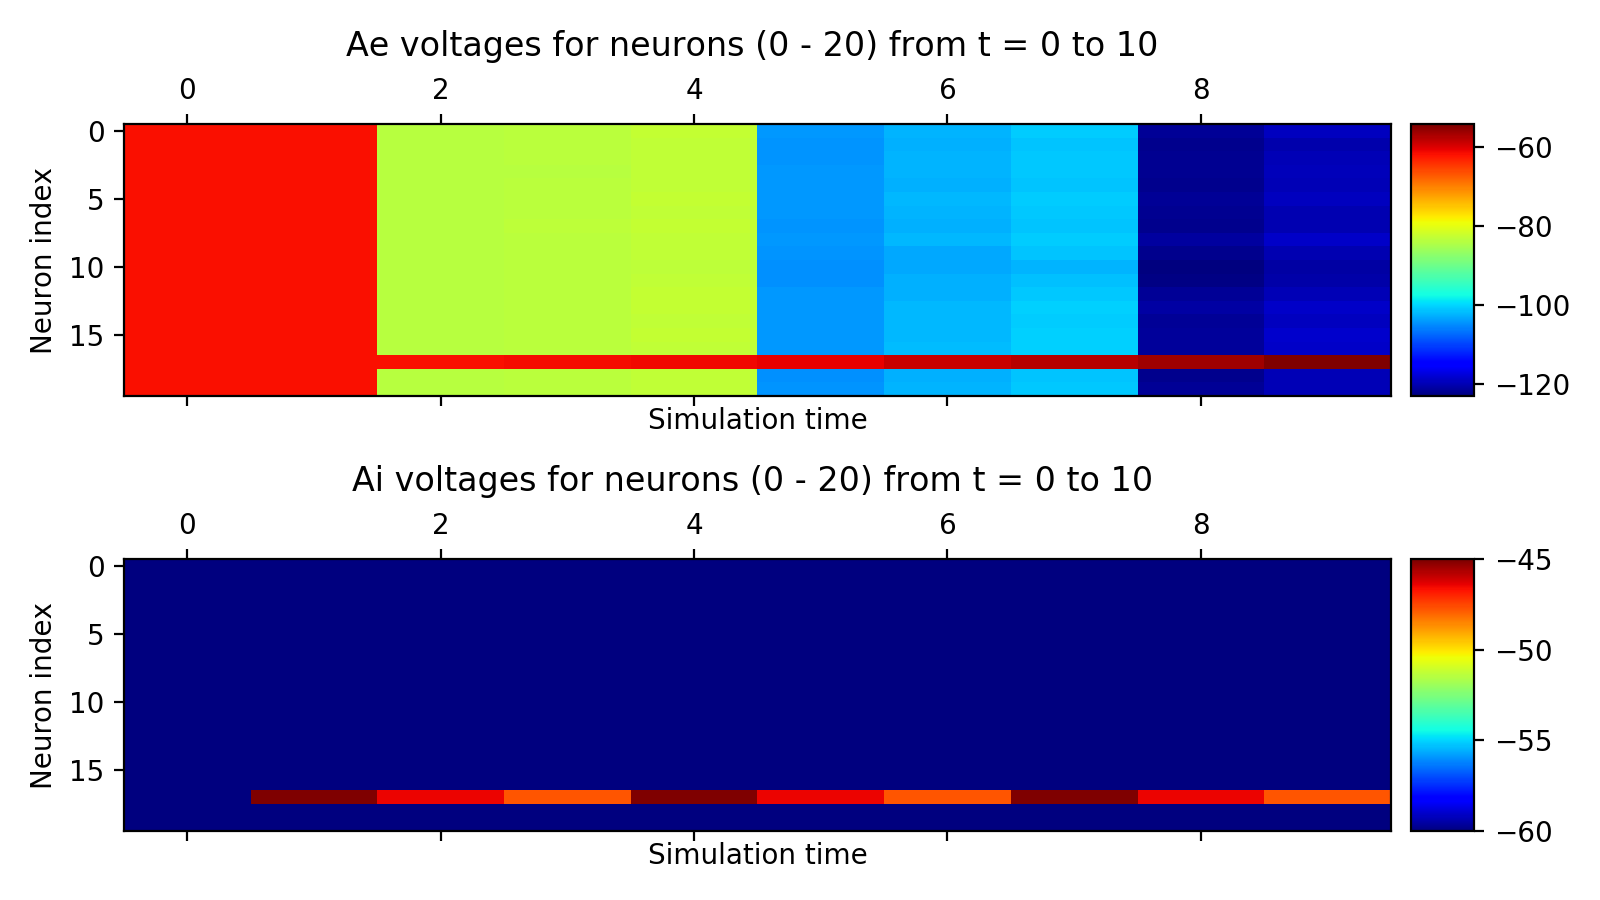 Ae voltages for neurons (0 - 20) from t = 0 to 10
0 2 4 6 8
Neuron index
0
5
10
15
−60
−80
−100
−120
Simulation time
Ai voltages for neurons (0 - 20) from t = 0 to 10
0 2 4 6 8
Neuron index
0
5
10
15
−45
−50
−55
−60
Simulation time